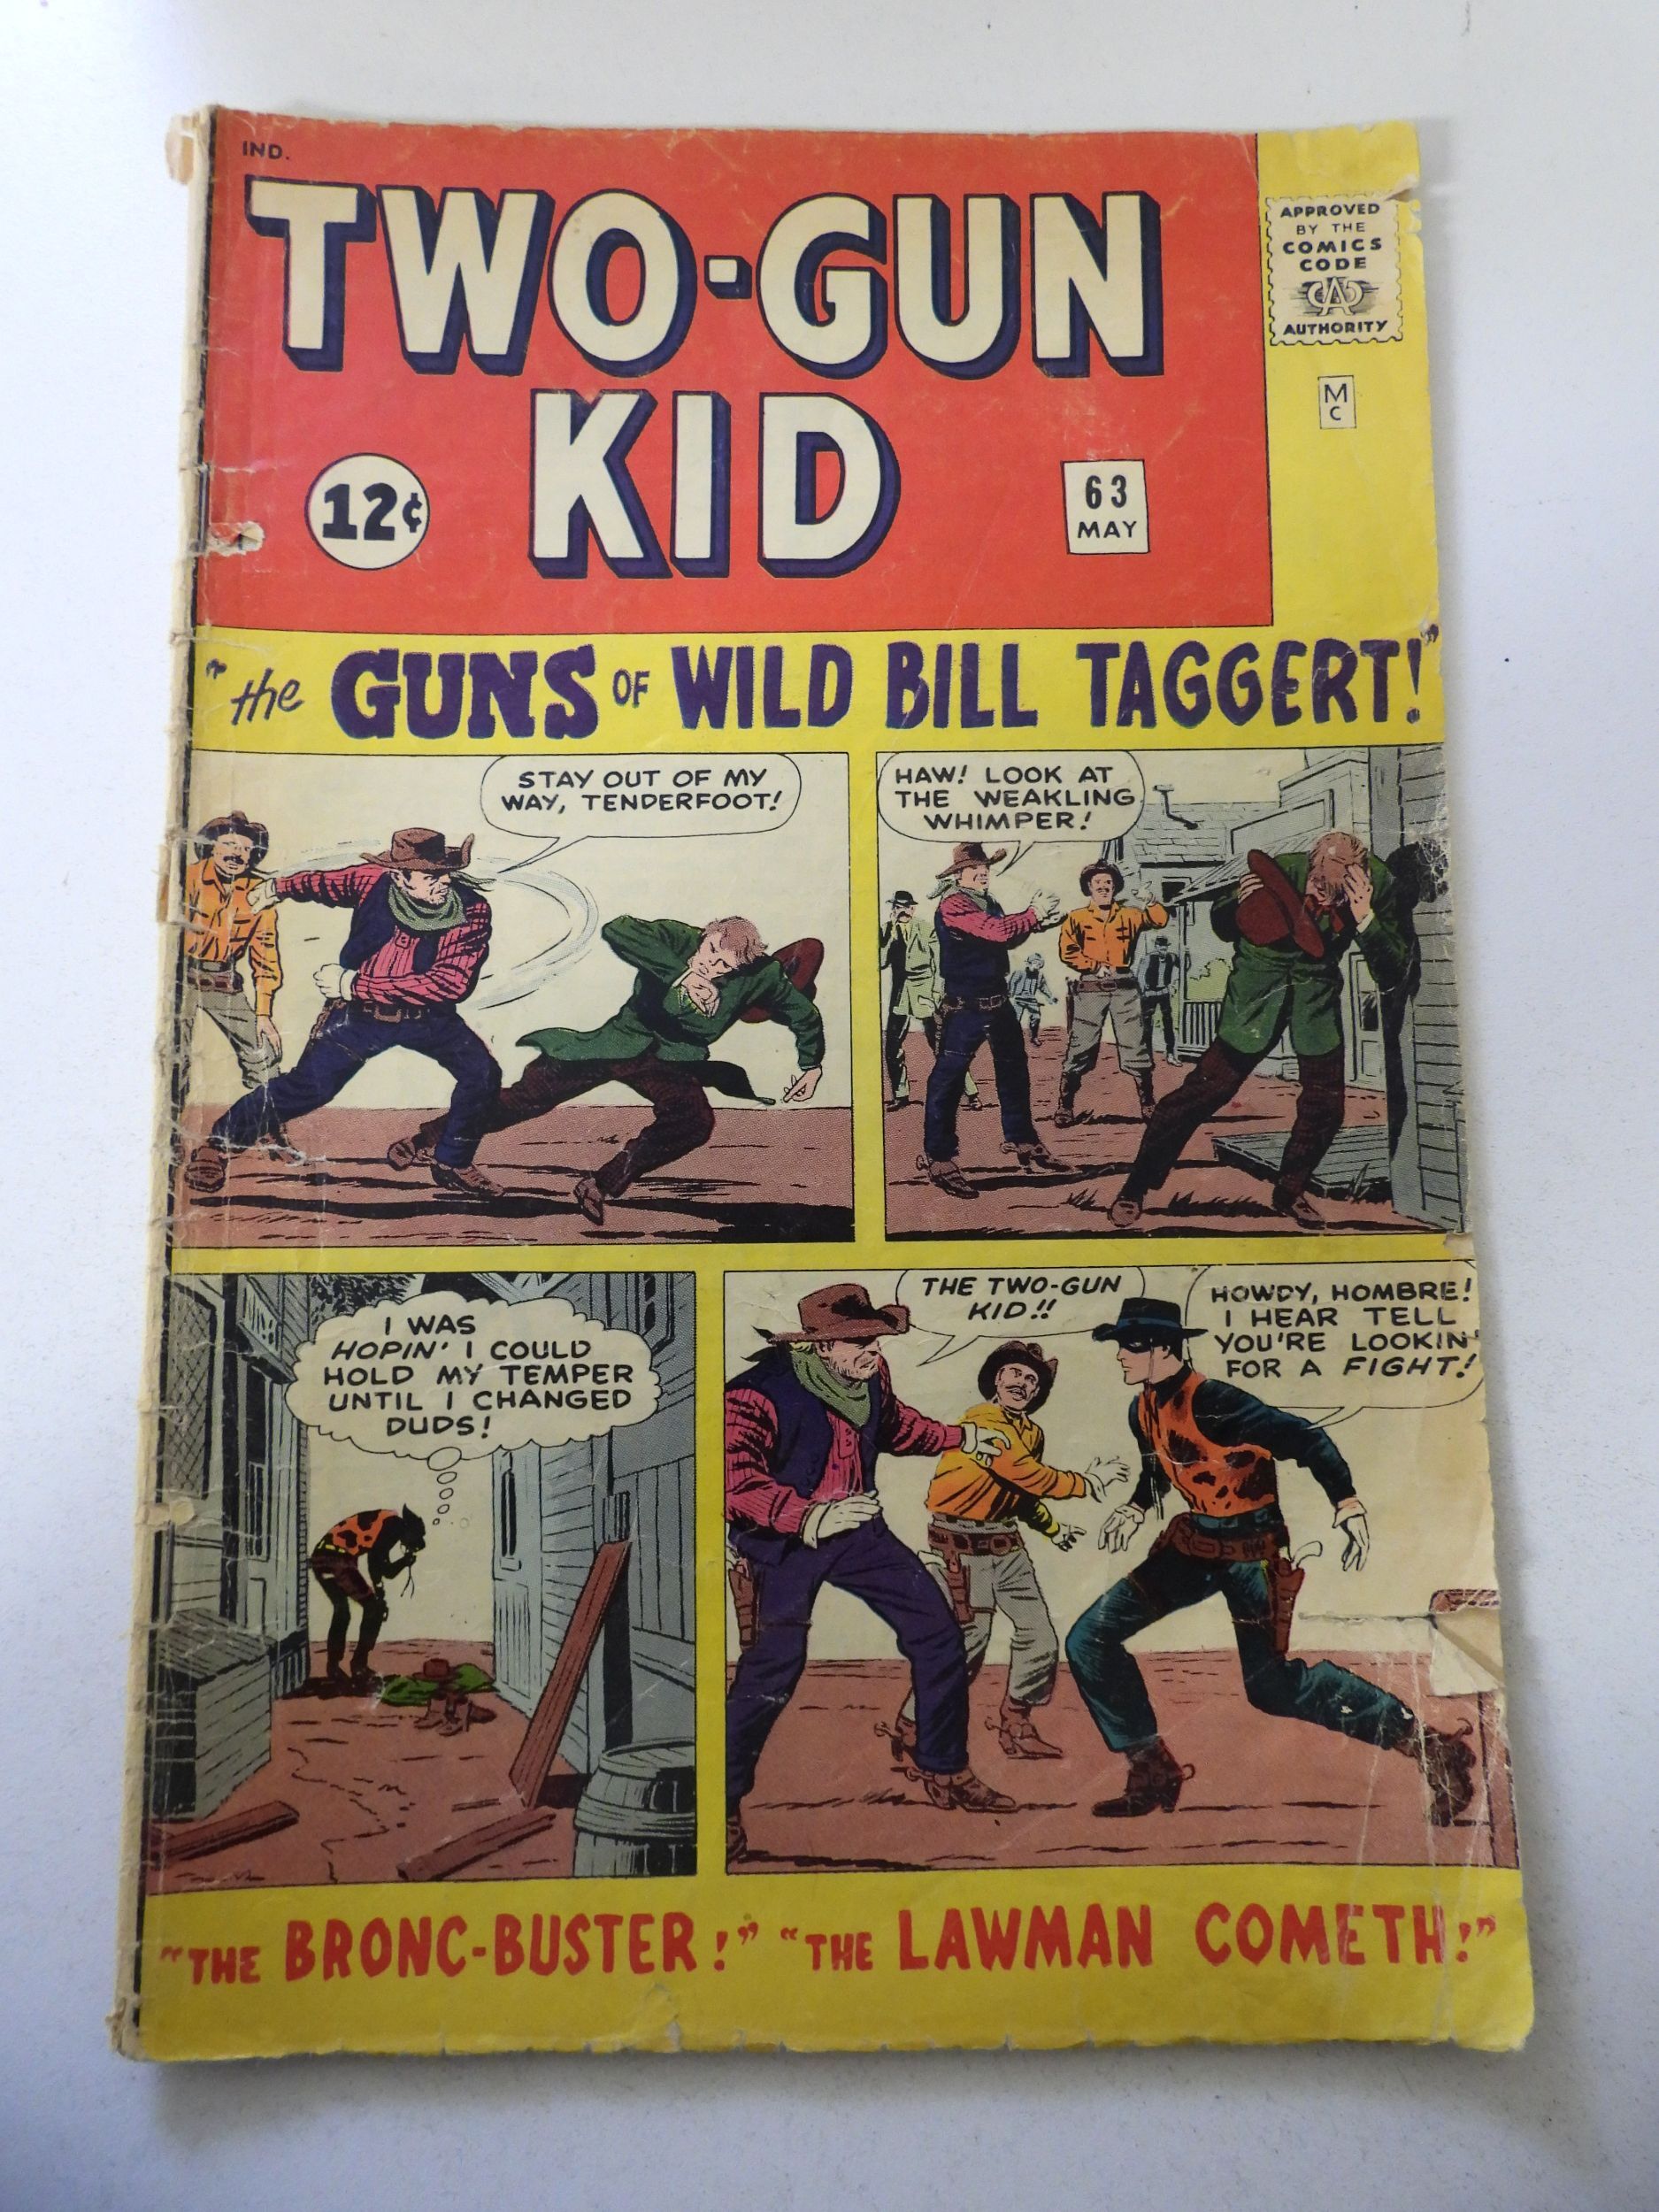 IND.
TWO-GUN
KID
12¢
63
MAY
APPROVED
BY THE
COMICS
CODE
CA
AUTHORITY
M
C
"the GUNS OF WILD BILL TAGGERT!"
STAY OUT OF MY
WAY, TENDERFOOT!
HAW! LOOK AT
THE WEAKLING
WHIMPER!
I WAS
HOPIN' I COULD
HOLD MY TEMPER
UNTIL I CHANGED
DUDS!
THE TWO-GUN
KID!!
HOWDY, HOMBRE!
I HEAR TELL
YOU'RE LOOKIN'
FOR A FIGHT!
"THE BRONC-BUSTER!" "THE LAWMAN COMETH!"